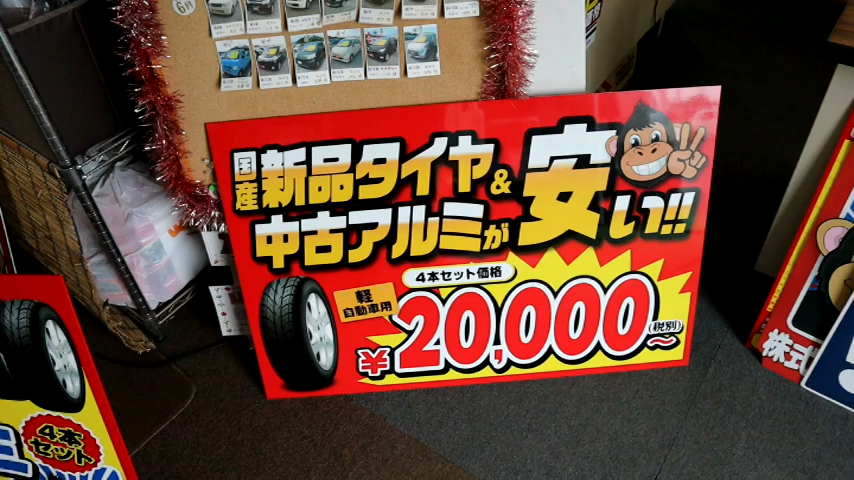 6月
国産新品タイヤ&
中古アルミが安い!!
4本セット価格
軽
自動車用
¥20,000~
(税別)
4本
セット
株式